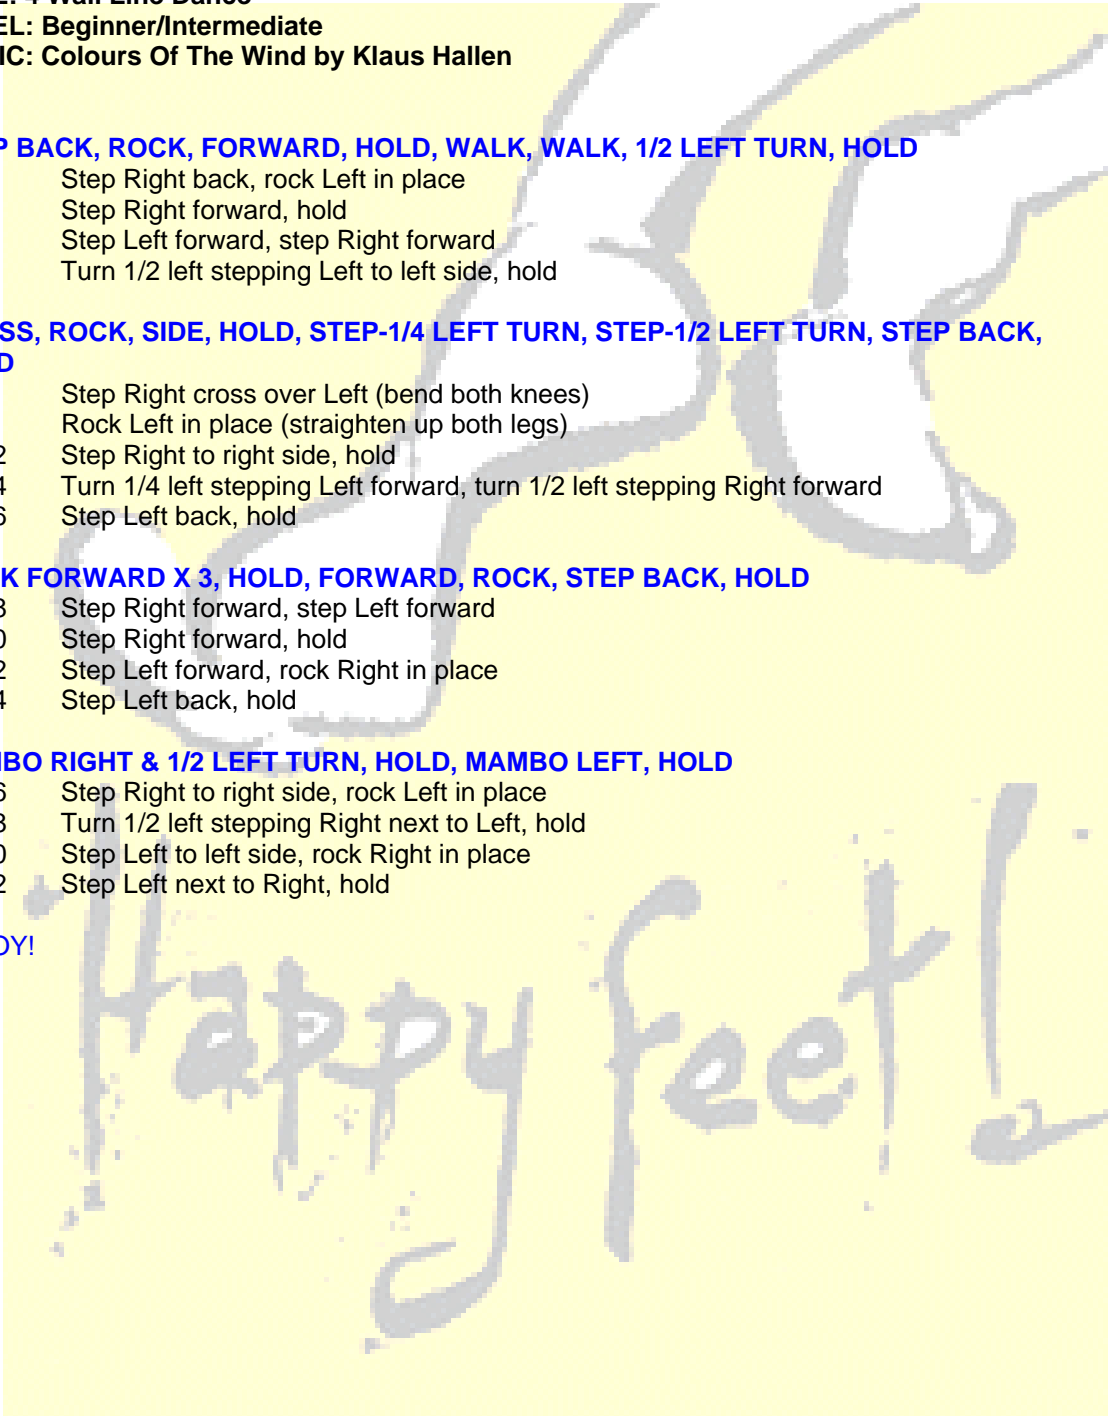 E: 4 Wall Line Dance
EL: Beginner/Intermediate
IC: Colours Of The Wind by Klaus Hallen
P BACK, ROCK, FORWARD, HOLD, WALK, WALK, 1/2 LEFT TURN, HOLD
Step Right back, rock Left in place
Step Right forward, hold
Step Left forward, step Right forward
Turn 1/2 left stepping Left to left side, hold
SS, ROCK, SIDE, HOLD, STEP-1/4 LEFT TURN, STEP-1/2 LEFT TURN, STEP BACK,
D
Step Right cross over Left (bend both knees)
Rock Left in place (straighten up both legs)
2 Step Right to right side, hold
4 Turn 1/4 left stepping Left forward, turn 1/2 left stepping Right forward
6 Step Left back, hold
K FORWARD X 3, HOLD, FORWARD, ROCK, STEP BACK, HOLD
8 Step Right forward, step Left forward
0 Step Right forward, hold
2 Step Left forward, rock Right in place
4 Step Left back, hold
MBO RIGHT & 1/2 LEFT TURN, HOLD, MAMBO LEFT, HOLD
6 Step Right to right side, rock Left in place
8 Turn 1/2 left stepping Right next to Left, hold
0 Step Left to left side, rock Right in place
2 Step Left next to Right, hold
DY!
Happy Feet!